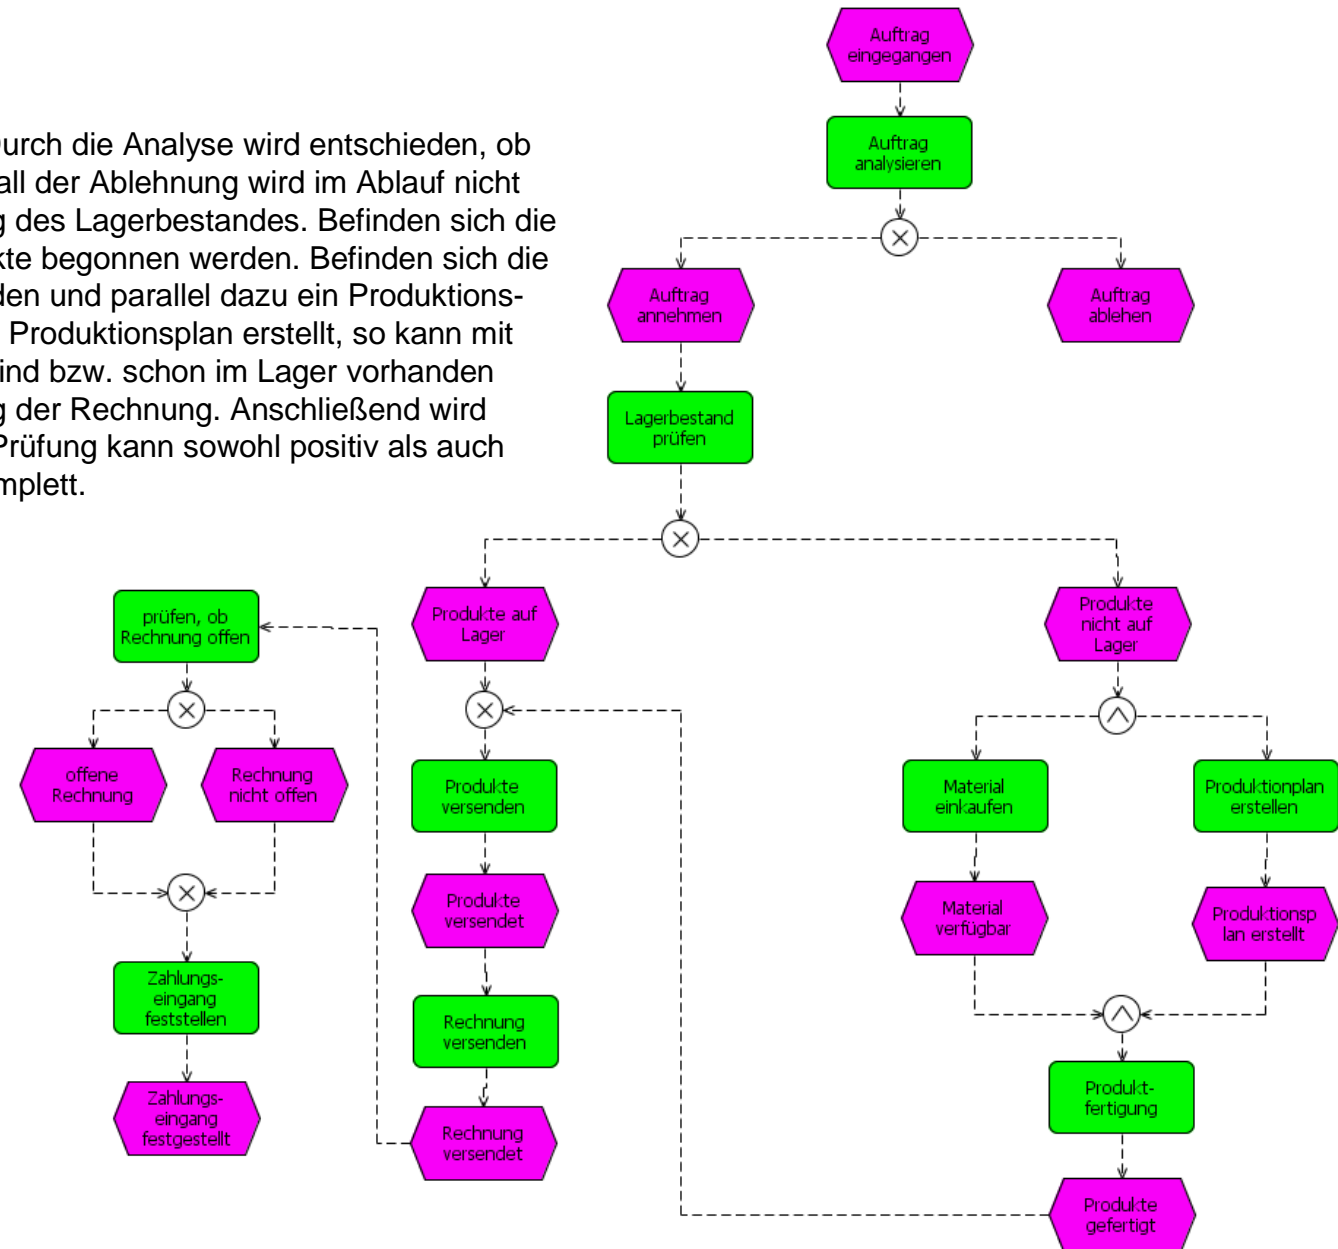 Auftrag
eingegangen
Auftrag
analysieren
urch die Analyse wird entschieden, ob
all der Ablehnung wird im Ablauf nicht
g des Lagerbestandes. Befinden sich die
kte begonnen werden. Befinden sich die
den und parallel dazu ein Produktions-
Produktionsplan erstellt, so kann mit
ind bzw. schon im Lager vorhanden
g der Rechnung. Anschließend wird
Prüfung kann sowohl positiv als auch
mplett.
Auftrag
annehmen
Auftrag
ablehen
Lagerbestand
prüfen
prüfen, ob
Rechnung offen
Produkte auf
Lager
Produkte
nicht auf
Lager
offene
Rechnung
Rechnung
nicht offen
Produkte
versenden
Material
einkaufen
Produktionplan
erstellen
Produkte
versendet
Material
verfügbar
Produktionsp
lan erstellt
Zahlungs-
eingang
feststellen
Rechnung
versenden
Produkt-
fertigung
Zahlungs-
eingang
festgestellt
Rechnung
versendet
Produkte
gefertigt